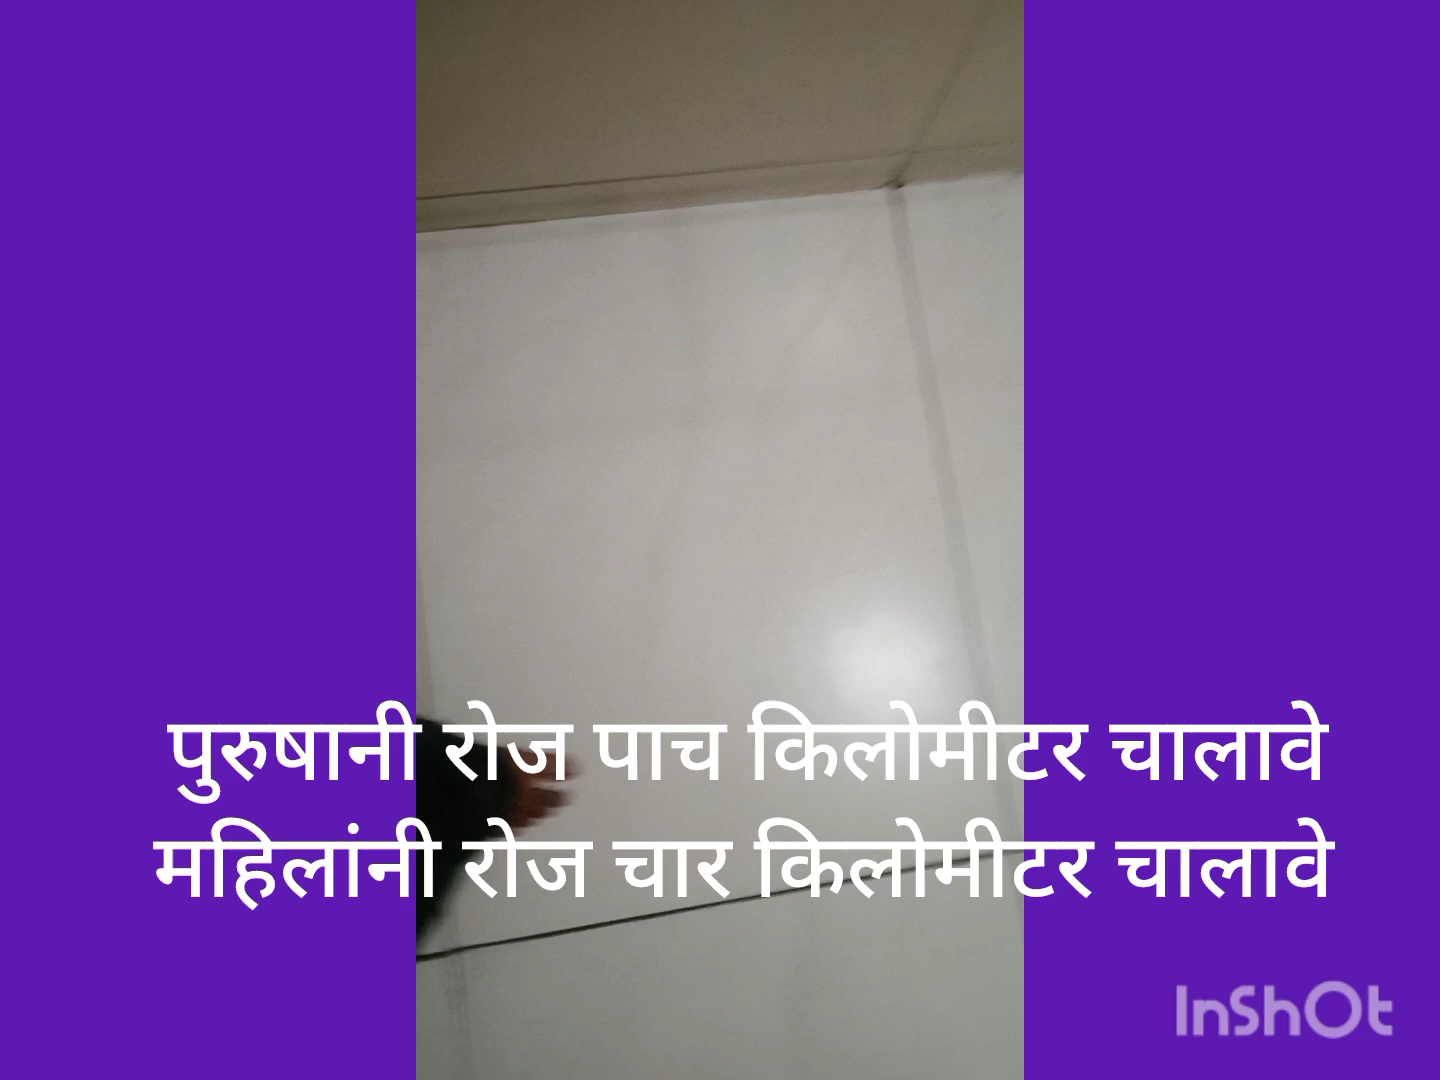 पुरुषानी रोज पाच किलोमीटर चालावे
महिलांनी रोज चार किलोमीटर चालावे
InShOt